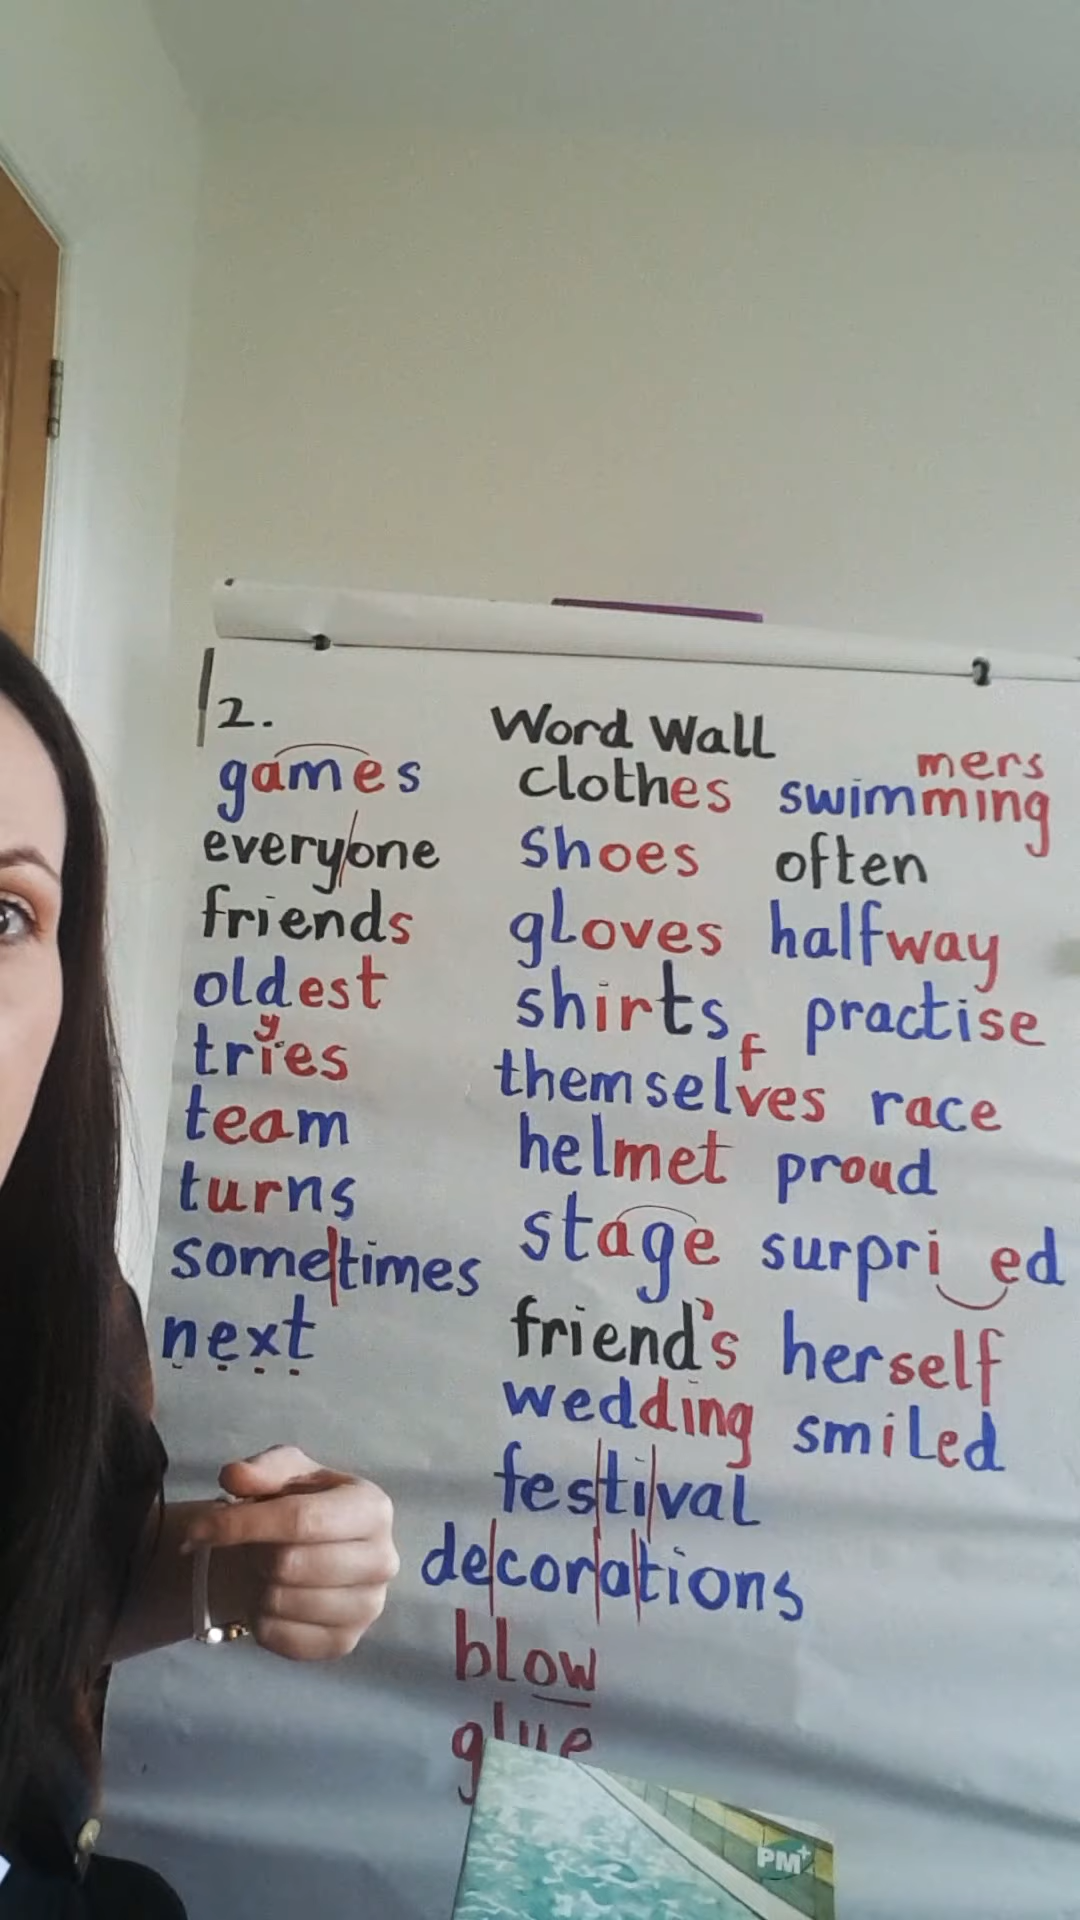 2.
Word Wall
games
everyone
friends
oldest
y
tries
team
turns
sometimes
next
clothes
shoes
gloves
shirts
f
themselves
helmet
stage
friend's
wedding
festival
decorations
blow
glue
mers
swimming
often
halfway
practise
race
proud
surpri ed
herself
smiled
PM+